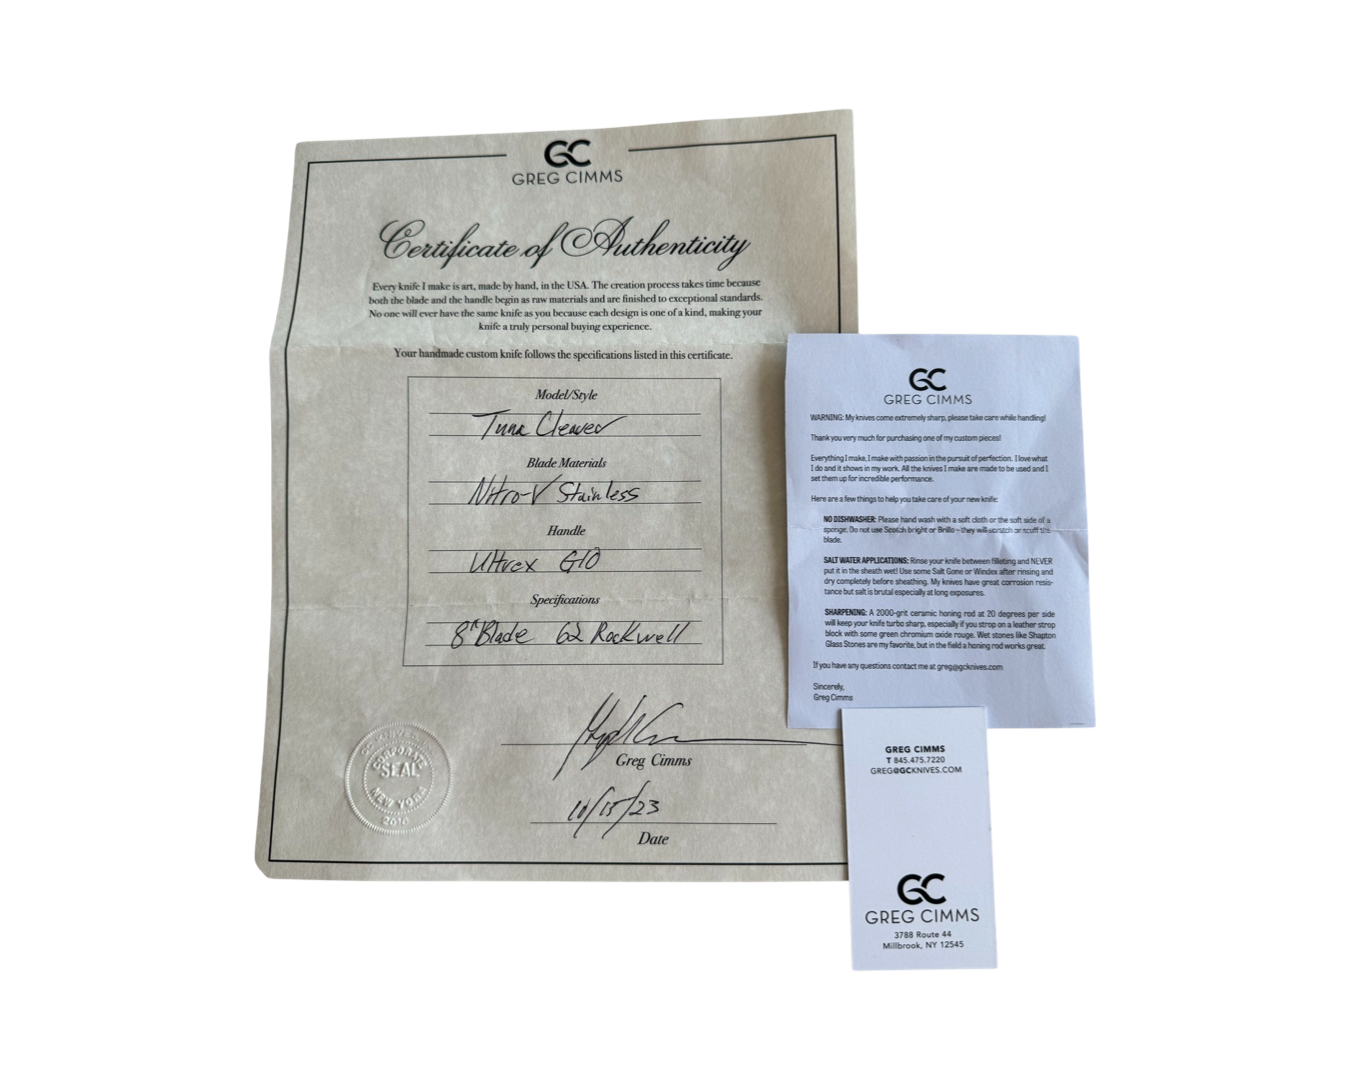 GC
GREG CIMMS
Certificate of Authenticity
Every knife I make is art, made by hand, in the USA. The creation process takes time because
both the blade and the handle begin as raw materials and are finished to exceptional standards.
No one will ever have the same knife as you because each design is one of a kind, making your
knife a truly personal buying experience.
Your handmade custom knife follows the specifications listed in this certificate.
Model/Style
Tuna Cleaver
Blade Materials
Nitro-V Stainless
Handle
Ultrex G10
Specifications
8" Blade 62 Rockwell
Greg Cimms
10/15/23
Date
CORPORATE
SEAL
NEW YORK
2016
GC
GREG CIMMS
WARNING: My knives come extremely sharp, please take care while handling!
Thank you very much for purchasing one of my custom pieces!
Everything I make, I make with passion in the pursuit of perfection. I love what
I do and it shows in my work. All the knives I make are made to be used and I
set them up for incredible performance.
Here are a few things to help you take care of your new knife:
NO DISHWASHER: Please hand wash with a soft cloth or the soft side of a
sponge. Do not use Scotch bright or Brillo – they will scratch or scuff the
blade.
SALT WATER APPLICATIONS: Rinse your knife between filleting and NEVER
put it in the sheath wet! Use some Salt Gone or Windex after rinsing and
dry completely before sheathing. My knives have great corrosion resis-
tance but salt is brutal especially at long exposures.
SHARPENING: A 2000-grit ceramic honing rod at 20 degrees per side
will keep your knife turbo sharp, especially if you strop on a leather strop
block with some green chromium oxide rouge. Wet stones like Shapton
Glass Stones are my favorite, but in the field a honing rod works great.
If you have any questions contact me at greg@gcknives.com
Sincerely,
Greg Cimms
GREG CIMMS
T 845.475.7220
GREG@GCKNIVES.COM
GC
GREG CIMMS
3788 Route 44
Millbrook, NY 12545